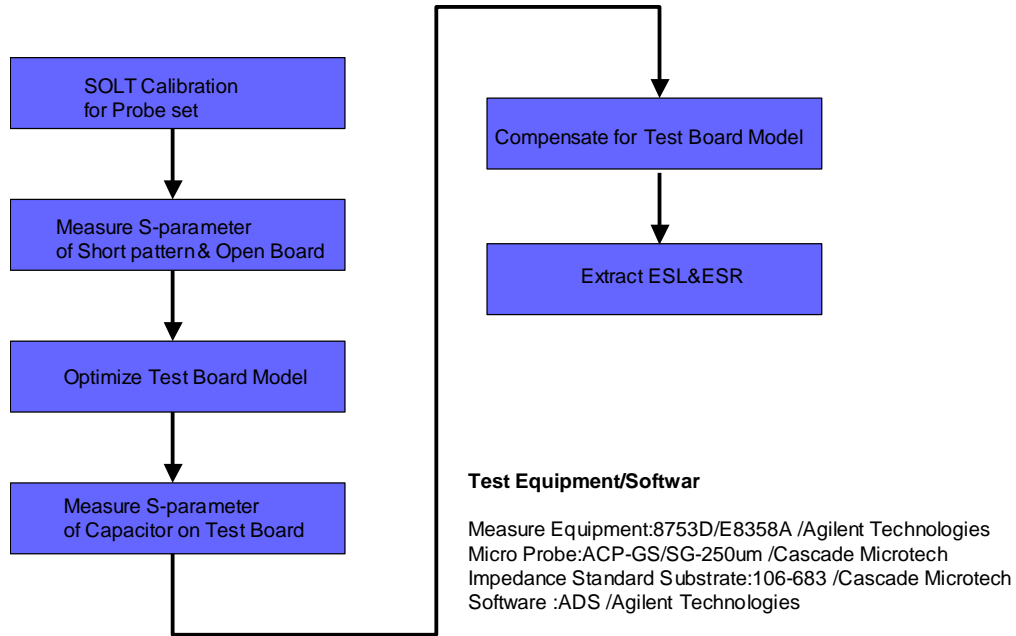 SOLT Calibration
for Probe set
Measure S-parameter
of Short pattern & Open Board
Optimize Test Board Model
Measure S-parameter
of Capacitor on Test Board
Compensate for Test Board Model
Extract ESL&ESR
Test Equipment/Softwar
Measure Equipment:8753D/E8358A /Agilent Technologies
Micro Probe:ACP-GS/SG-250um /Cascade Microtech
Impedance Standard Substrate:106-683 /Cascade Microtech
Software :ADS /Agilent Technologies